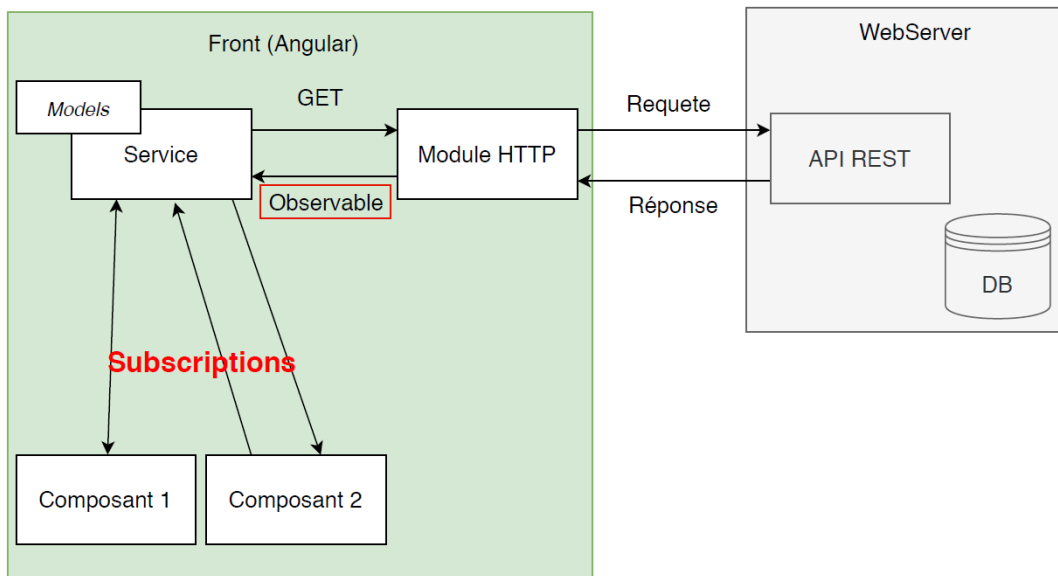 Front (Angular)
WebServer
Models
GET
Requete
Service
Module HTTP
API REST
Observable
Réponse
DB
Subscriptions
Composant 1
Composant 2